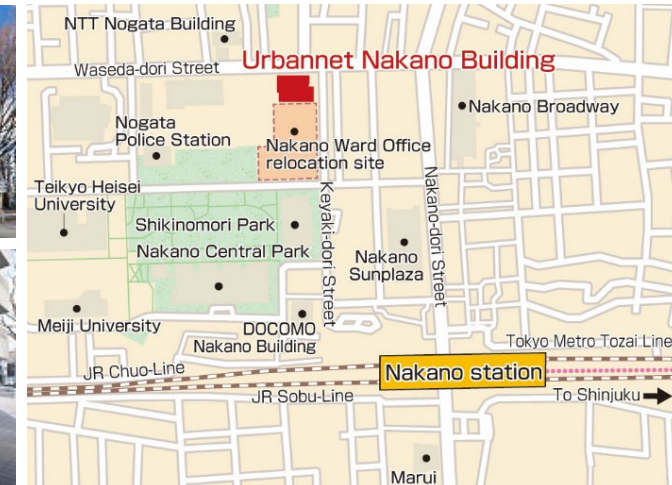 NTT Nogata Building
Urbannet Nakano Building
Waseda-dori Street
Nakano Broadway
Nogata
Police Station
Nakano Ward Office
relocation site
Teikyo Heisei
University
Keyaki-dori Street
Nakano-dori Street
Shikinomori Park
Nakano Central Park
Nakano
Sunplaza
Meiji University
DOCOMO
Nakano Building
Tokyo Metro Tozai Line
JR Chuo-Line
Nakano station
JR Sobu-Line
To Shinjuku
Marui